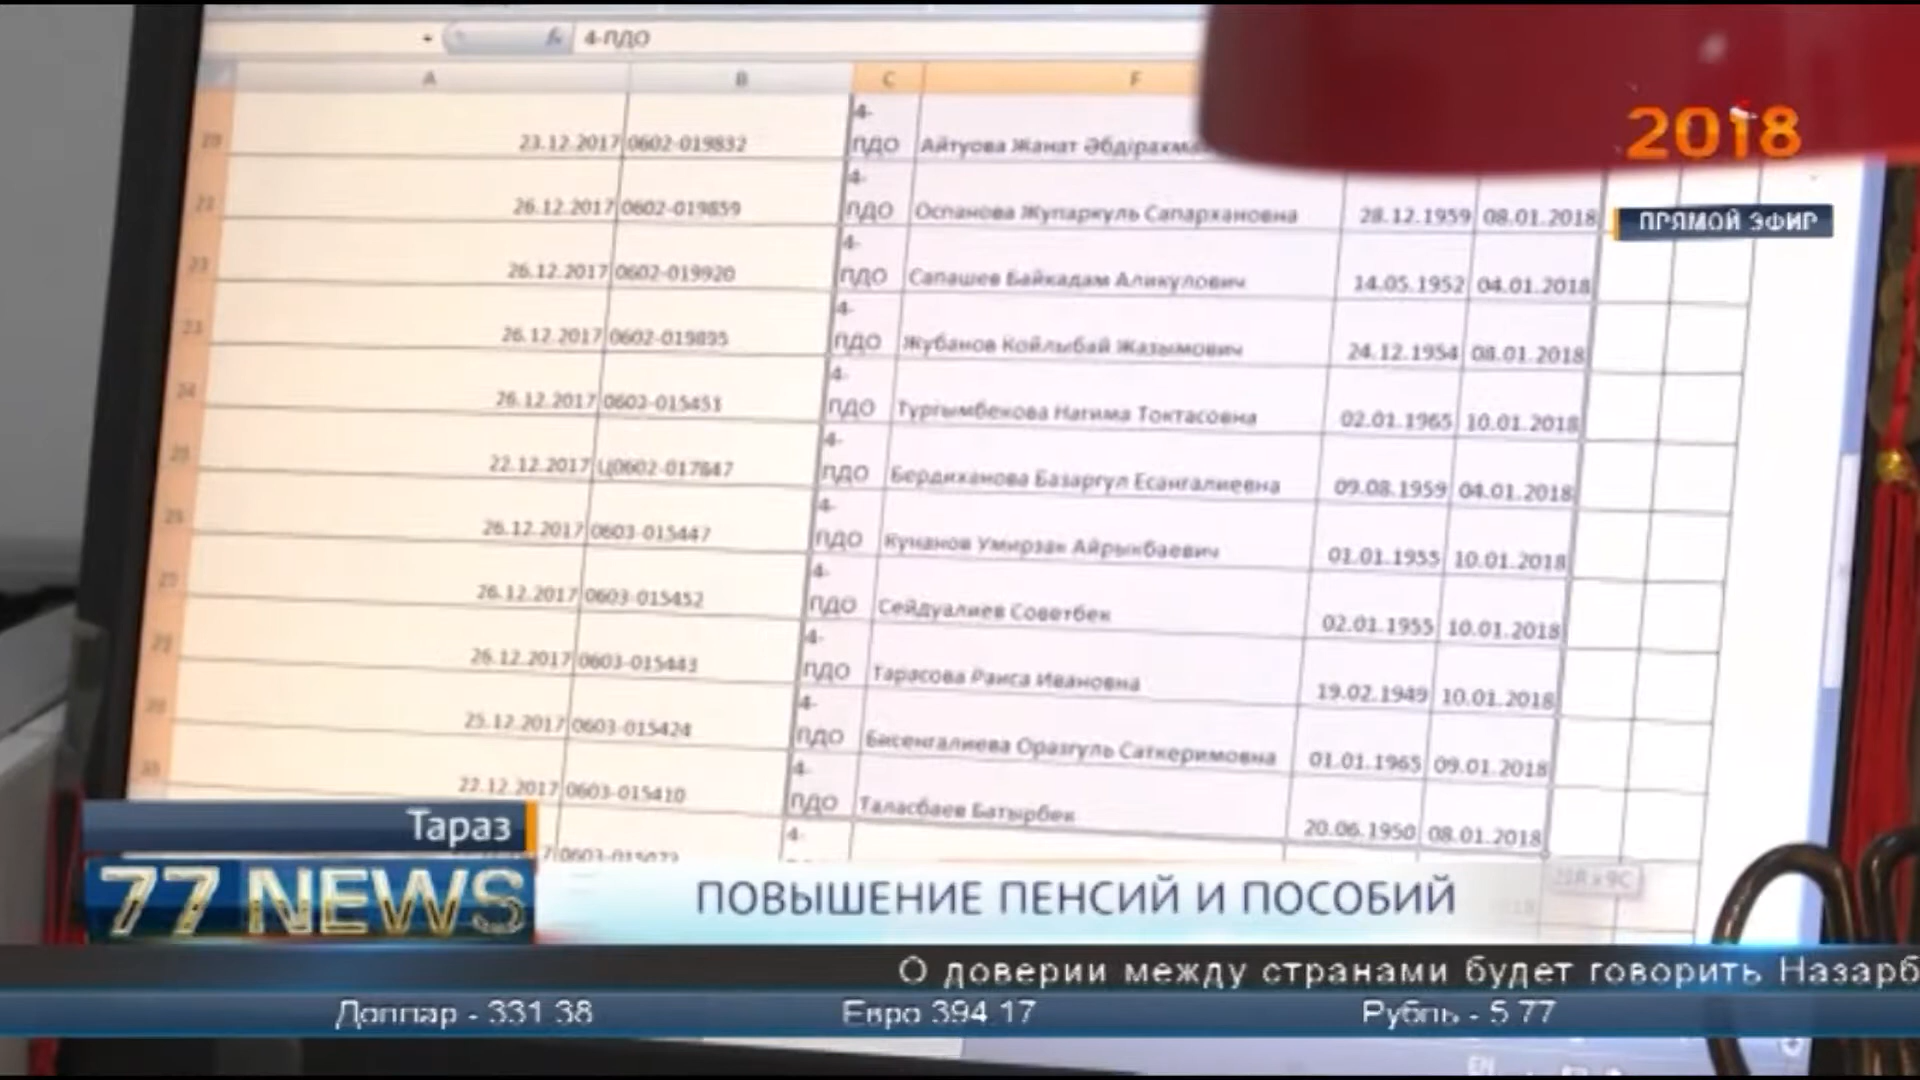 4-ПДО
A B C F
23.12.2017 0602-019832 4-ПДО Айтуова Жанат
26.12.2017 0602-019859 4-ПДО Оспанова Жупаркуль Сапархановна 28.12.1959 08.01.2018
26.12.2017 0602-019920 4-ПДО Сапашев Байкадам Аликулович 14.05.1952 04.01.2018
26.12.2017 0602-019895 4-ПДО Жубанов Койлыбай Жазымович 24.12.1954 08.01.2018
26.12.2017 0603-015451 4-ПДО Тургымбекова Нагима Токтасовна 02.01.1965 10.01.2018
22.12.2017 Ц0602-017847 4-ПДО Бердиханова Базаргул Есангалиевна 09.08.1959 04.01.2018
26.12.2017 0603-015447 4-ПДО Кунанов Умирзак Айрыкбаевич 01.01.1955 10.01.2018
26.12.2017 0603-015452 4-ПДО Сейдуалиев Советбек 02.01.1955 10.01.2018
26.12.2017 0603-015443 4-ПДО Тарасова Раиса Ивановна 19.02.1949 10.01.2018
25.12.2017 0603-015424 4-ПДО Бисенгалиева Оразгуль Саткеримовна 01.01.1965 09.01.2018
22.12.2017 0603-015410 4-ПДО Таласбаев Батырбек 20.06.1950 08.01.2018
2018
ПРЯМОЙ ЭФИР
Тараз
77 NEWS
ПОВЫШЕНИЕ ПЕНСИЙ И ПОСОБИЙ
О доверии между странами будет говорить Назарб
Доллар - 331 38 Евро 394 17 Рубль - 5 77
EN